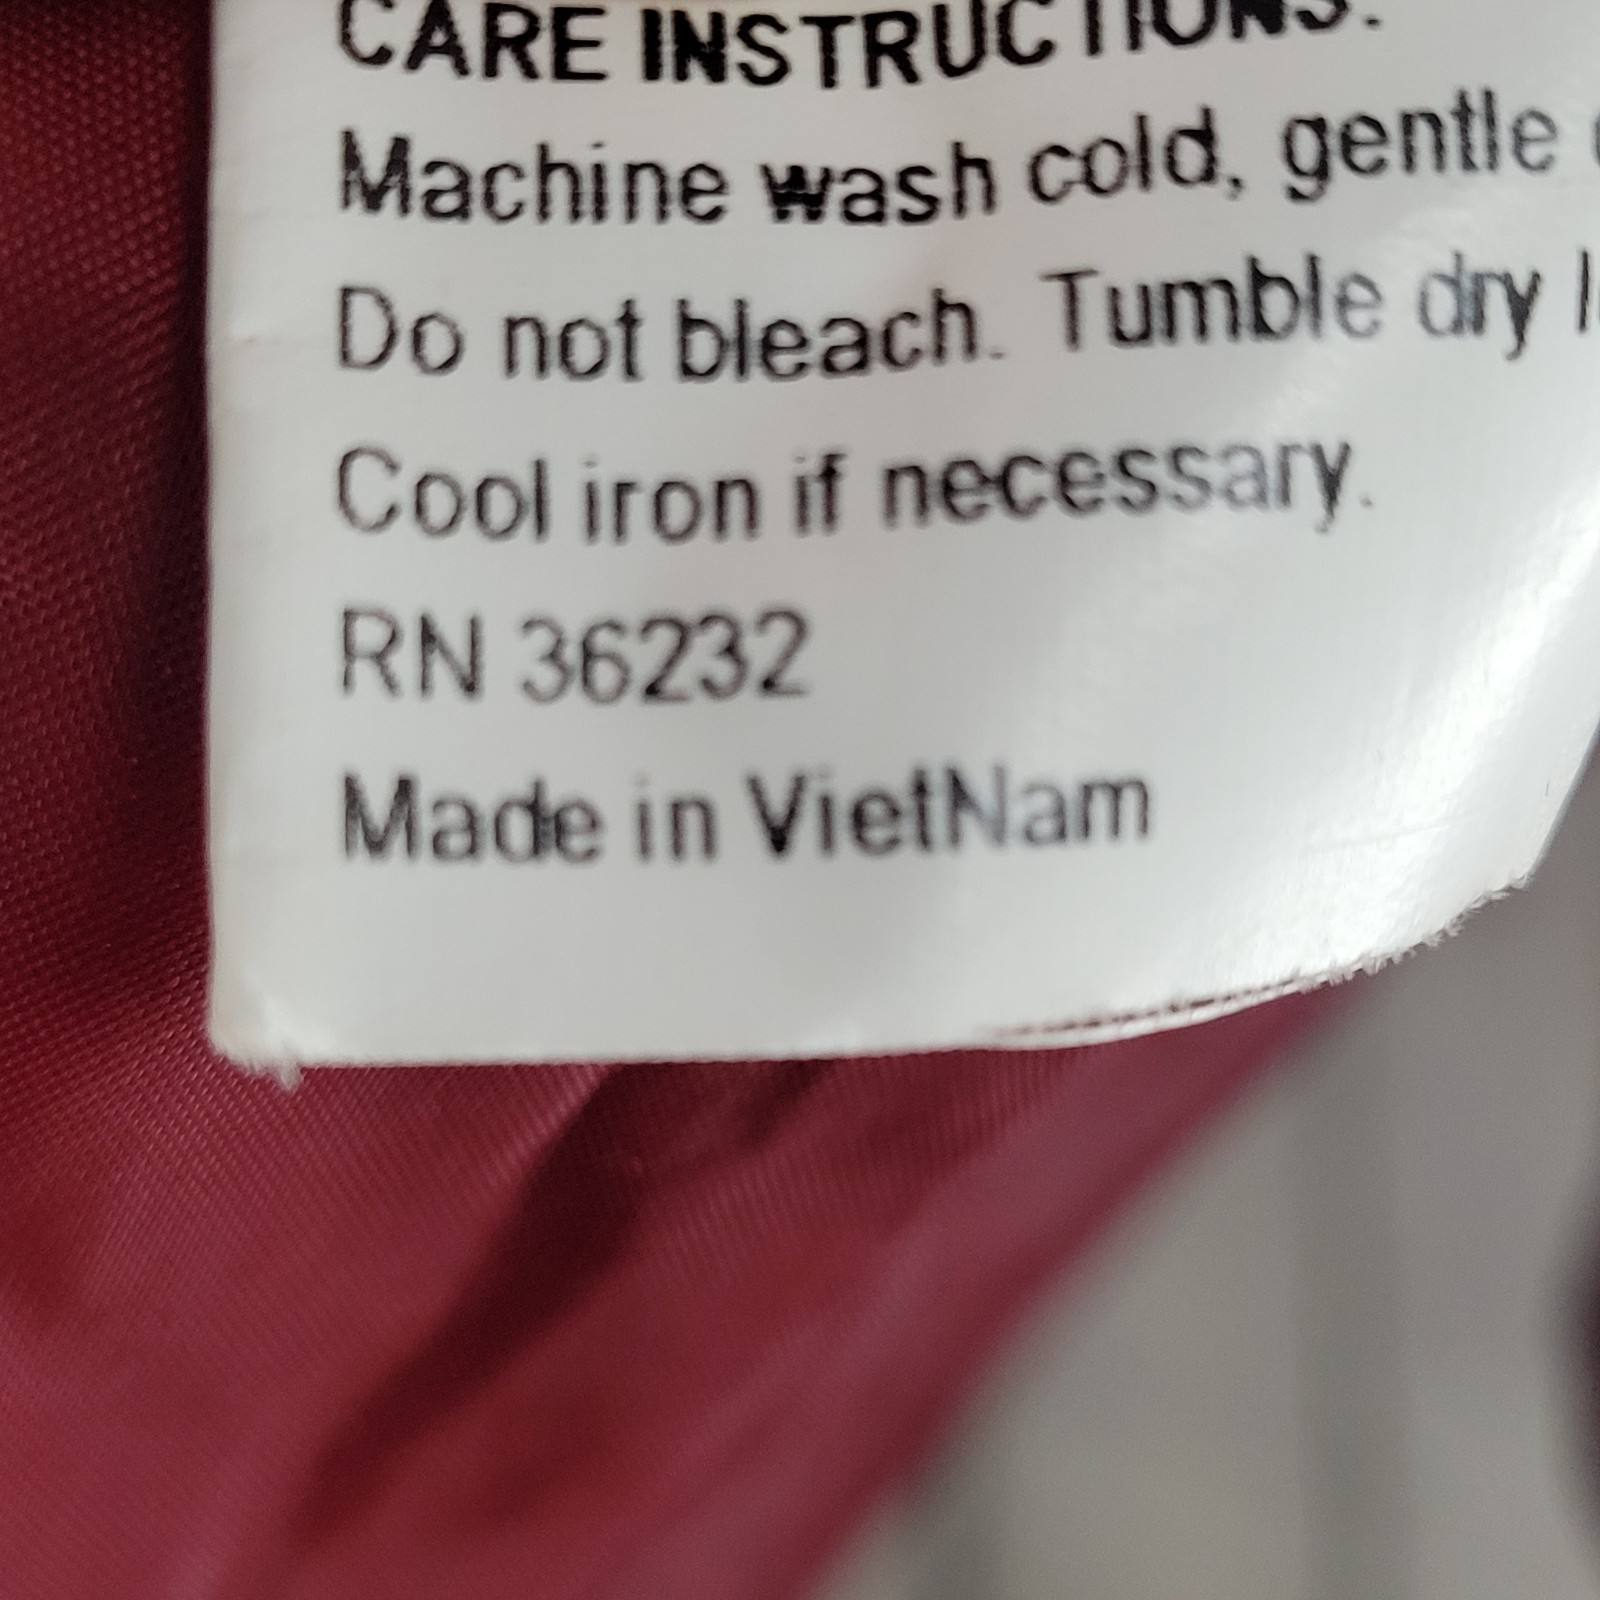 CARE INSTRUCTIONS:
Machine wash cold, gentle
Do not bleach. Tumble dry
Cool iron if necessary.
RN 36232
Made in VietNam